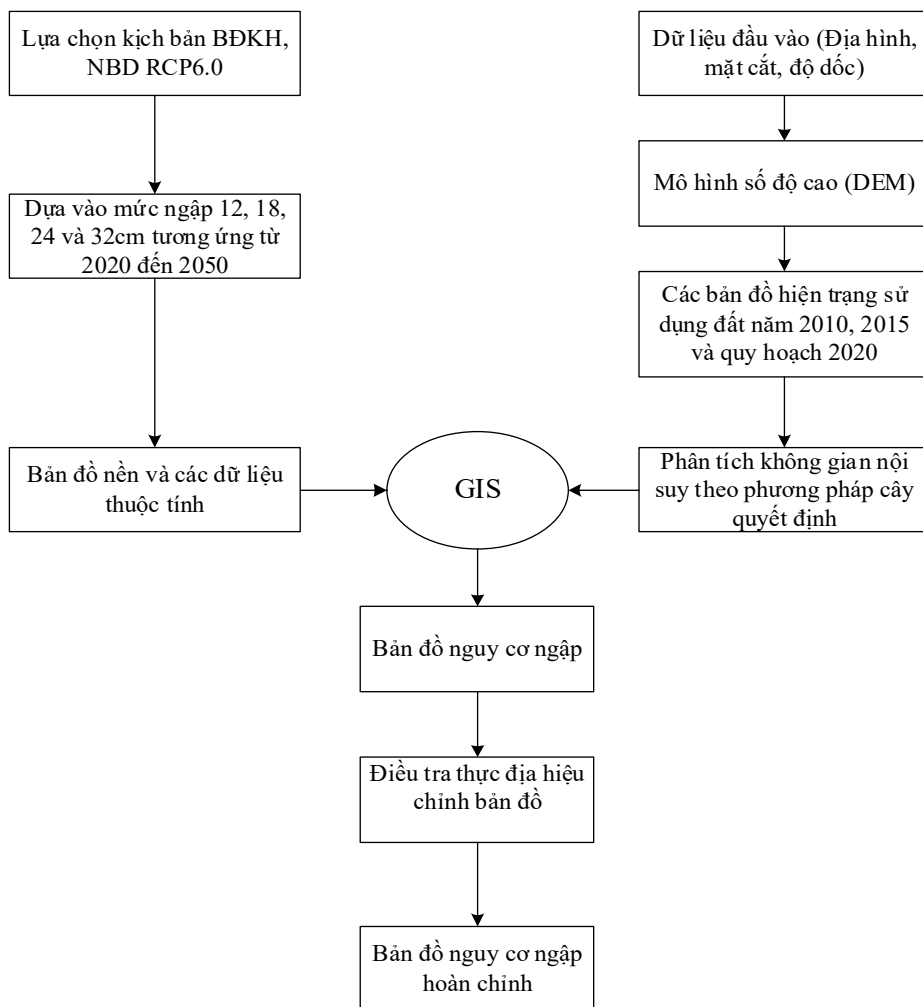 Lựa chọn kịch bản BĐKH,
NBD RCP6.0
Dựa vào mức ngập 12, 18,
24 và 32cm tương ứng từ
2020 đến 2050
Bản đồ nền và các dữ liệu
thuộc tính
Dữ liệu đầu vào (Địa hình,
mặt cắt, độ dốc)
Mô hình số độ cao (DEM)
Các bản đồ hiện trạng sử
dụng đất năm 2010, 2015
và quy hoạch 2020
Phân tích không gian nội
suy theo phương pháp cây
quyết định
GIS
Bản đồ nguy cơ ngập
Điều tra thực địa hiệu
chỉnh bản đồ
Bản đồ nguy cơ ngập
hoàn chỉnh